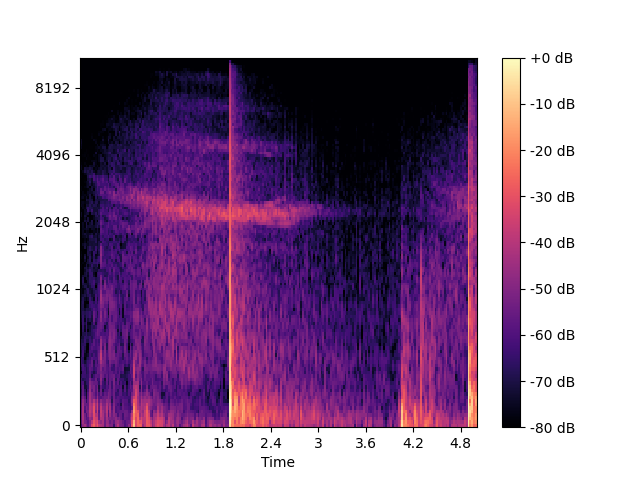 8192
4096
2048
1024
512
0
Hz
0 0.6 1.2 1.8 2.4 3 3.6 4.2 4.8
Time
+0 dB
-10 dB
-20 dB
-30 dB
-40 dB
-50 dB
-60 dB
-70 dB
-80 dB